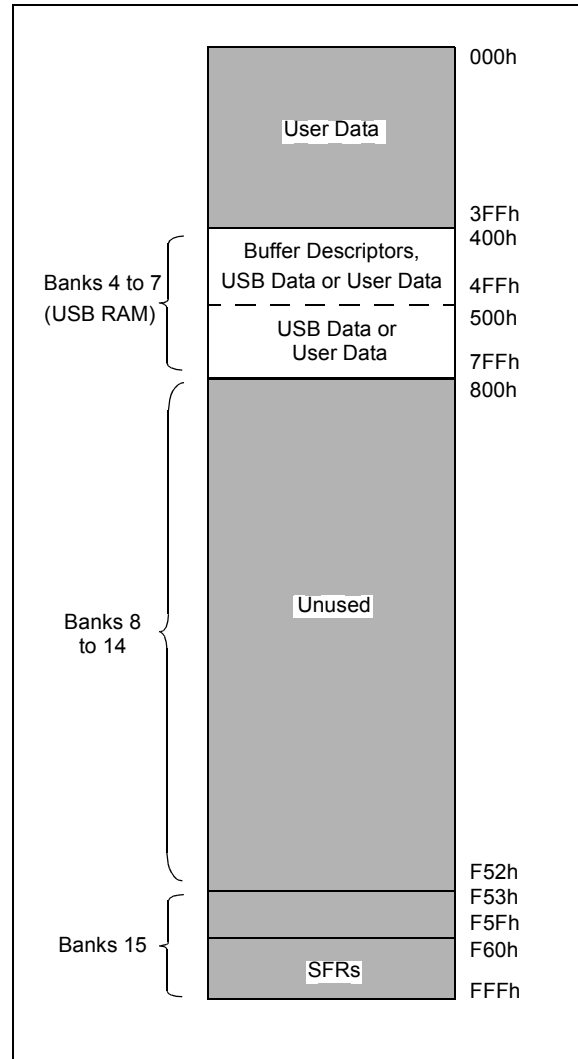 000h
User Data
3FFh
400h
Buffer Descriptors,
USB Data or User Data
4FFh
Banks 4 to 7
(USB RAM)
500h
USB Data or
User Data
7FFh
800h
Unused
Banks 8
to 14
F52h
F53h
F5Fh
Banks 15
F60h
SFRs
FFFh